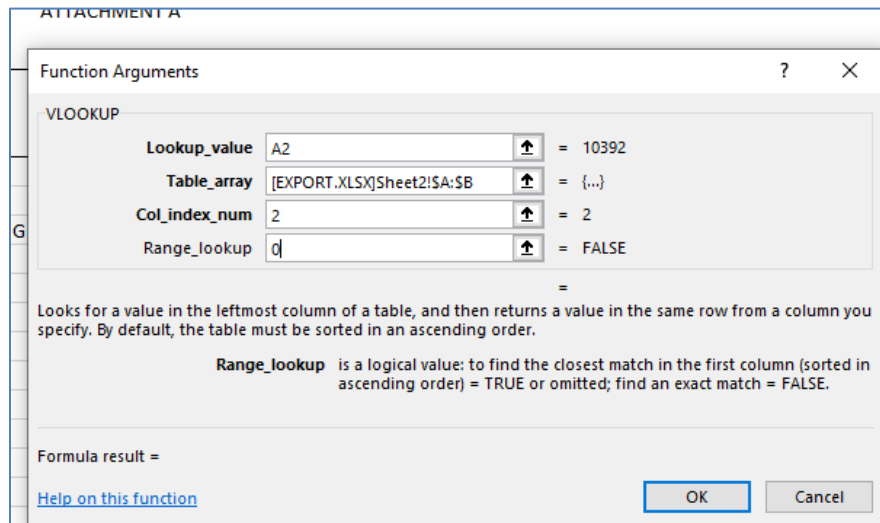 ATTACHMENT A
Function Arguments ? ×
VLOOKUP
Lookup_value A2 = 10392
Table_array [EXPORT.XLSX]Sheet2!$A:$B = {...}
Col_index_num 2 = 2
G
Range_lookup 0 = FALSE
=
Looks for a value in the leftmost column of a table, and then returns a value in the same row from a column you
specify. By default, the table must be sorted in an ascending order.
Range_lookup is a logical value: to find the closest match in the first column (sorted in
ascending order) = TRUE or omitted; find an exact match = FALSE.
Formula result =
Help on this function OK Cancel